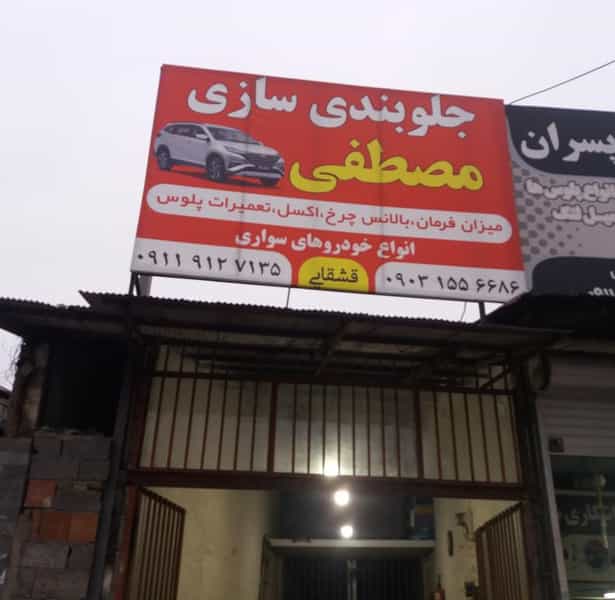 جلوبندی سازی
مصطفی
میزان فرمان،بالانس چرخ،اکسل،تعمیرات پلوس
انواع خودروهای سواری
۰۹۱۱ ۹۱۲ ۷۱۳۵
قشقایی
۰۹۰۳ ۱۵۵ ۶۶۸۶
پسران